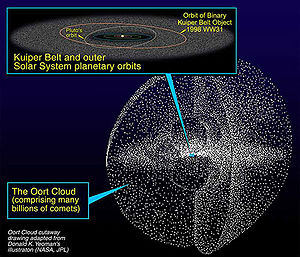 Orbit of Binary
Kuiper Belt Object
1998 WW31
Pluto's
orbit
Kuiper Belt and outer
Solar System planetary orbits
The Oort Cloud
(comprising many
billions of comets)
Oort Cloud cutaway
drawing adapted from
Donald K. Yeoman's
illustraton (NASA, JPL)